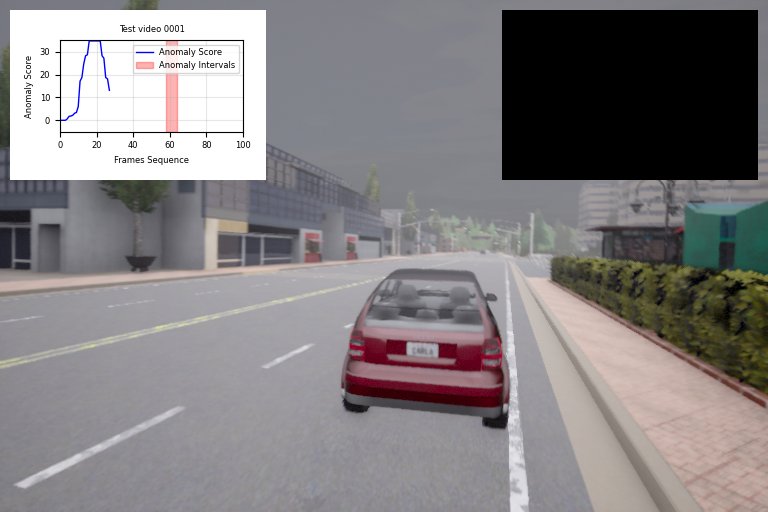 Test video 0001
Anomaly Score
Anomaly Intervals
Anomaly Score
30
20
10
0
0 20 40 60 80 100
Frames Sequence
CARLA